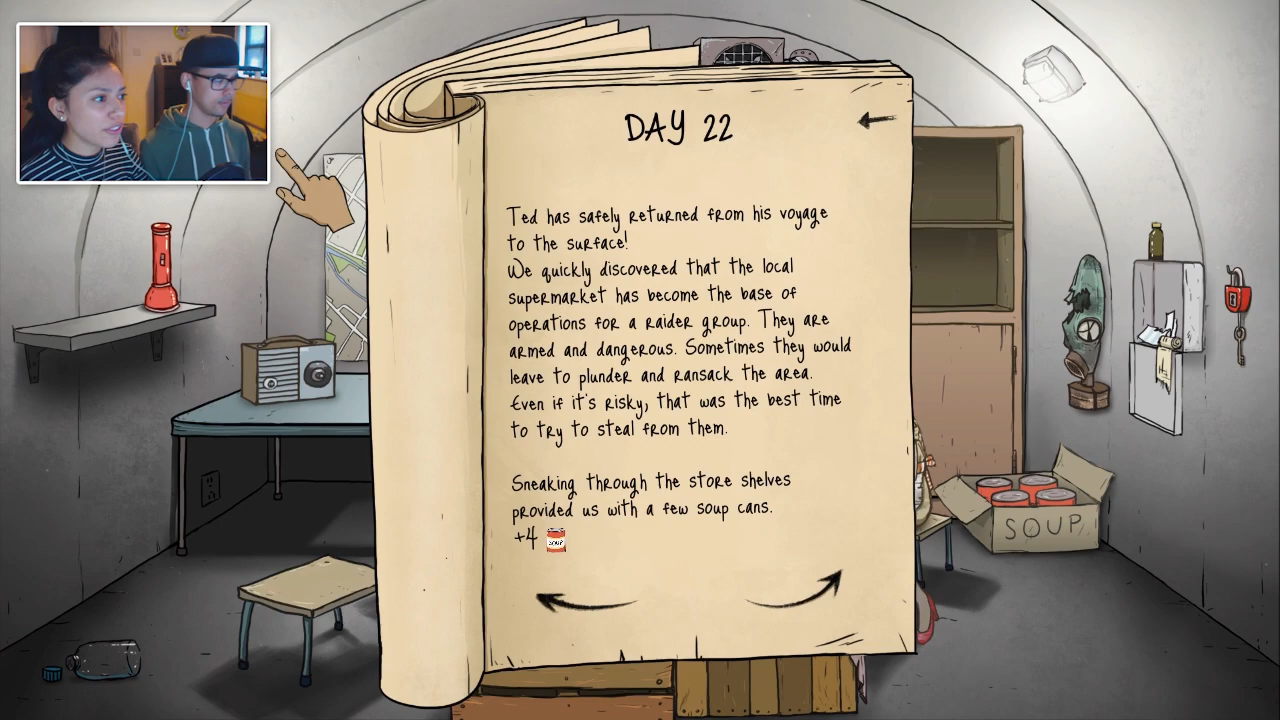 DAY 22
Ted has safely returned from his voyage
to the surface!
We quickly discovered that the local
supermarket has become the base of
operations for a raider group. They are
armed and dangerous. Sometimes they would
leave to plunder and ransack the area.
Even if it's risky, that was the best time
to try to steal from them.
Sneaking through the store shelves
provided us with a few soup cans.
+4 SOUP
SOUP